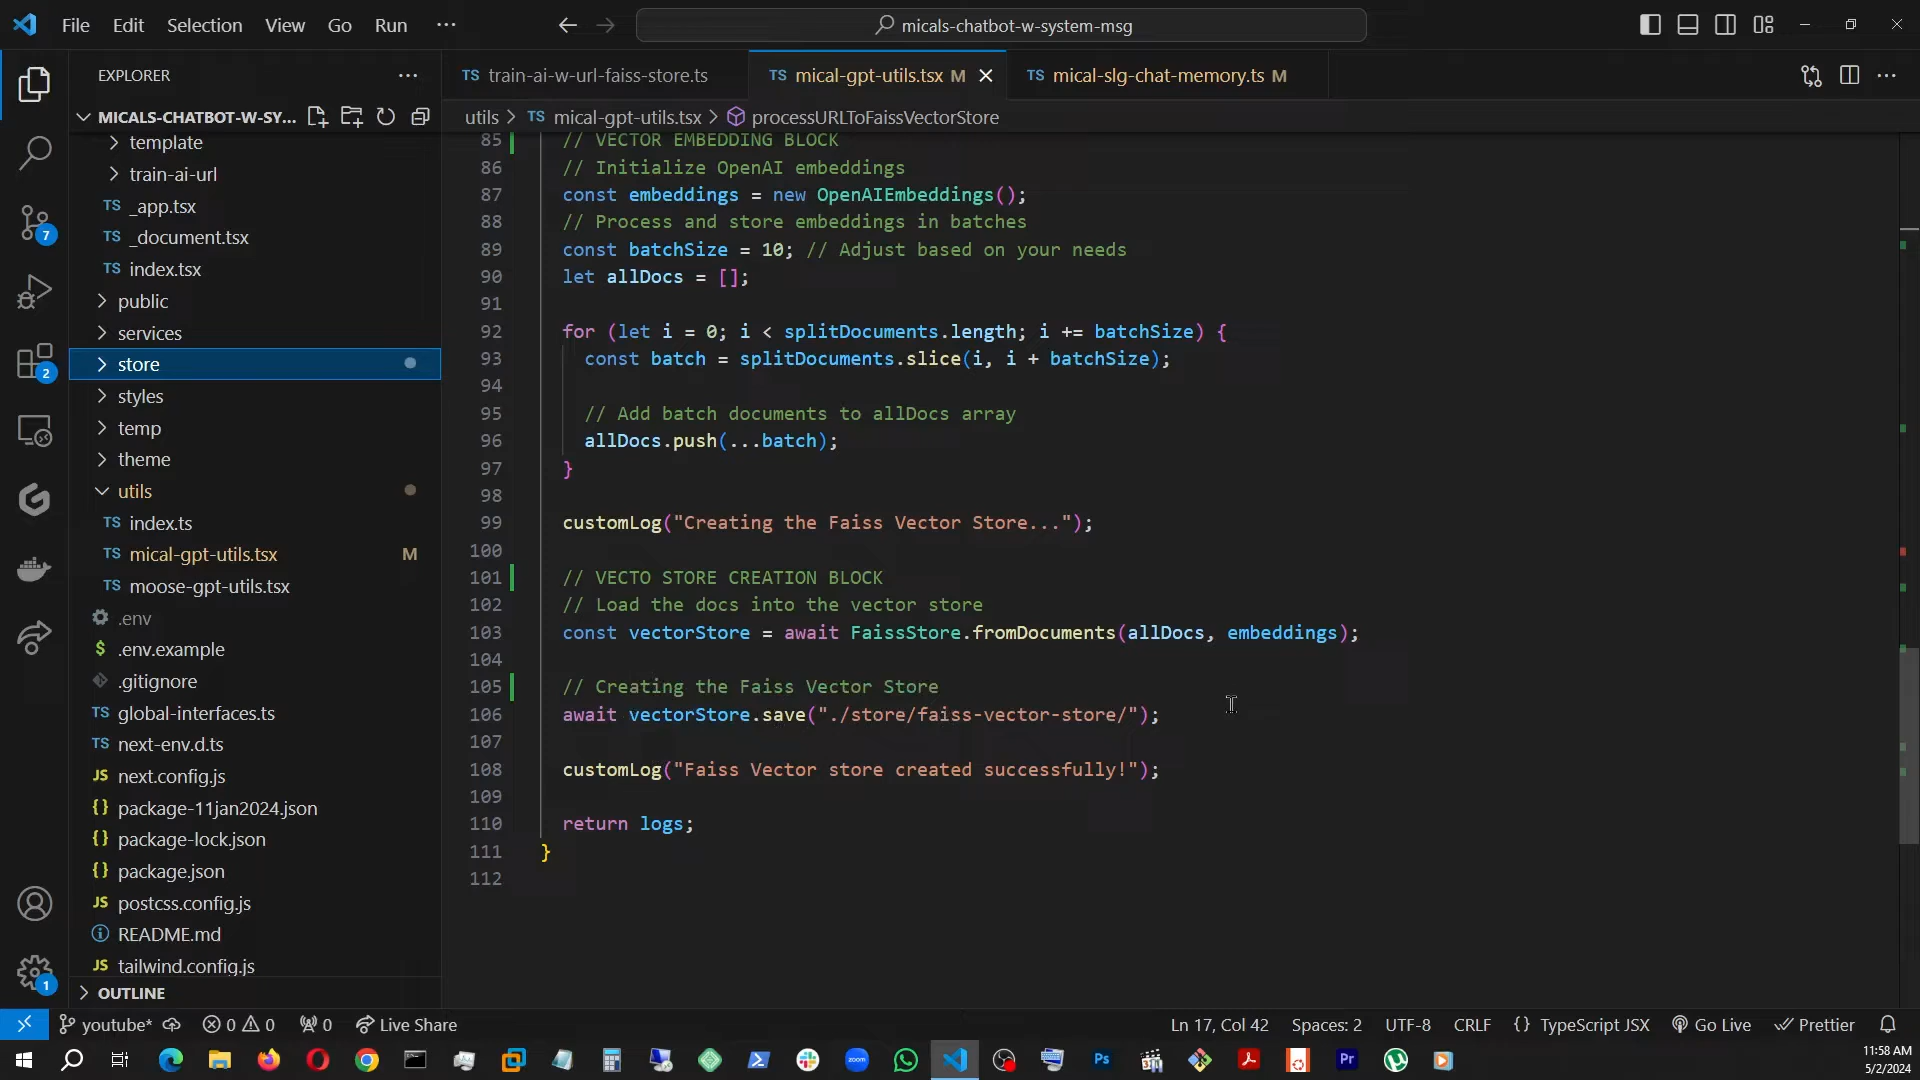 File Edit Selection View Go Run ···
micals-chatbot-w-system-msg
EXPLORER
TS train-ai-w-url-faiss-store.ts
TS mical-gpt-utils.tsx M
TS mical-slg-chat-memory.ts M
MICALS-CHATBOT-W-SY...
utils > TS mical-gpt-utils.tsx > processURLToFaissVectorStore
template
train-ai-url
TS _app.tsx
TS _document.tsx
TS index.tsx
public
services
store
styles
temp
theme
utils
TS index.ts
TS mical-gpt-utils.tsx M
TS moose-gpt-utils.tsx
.env
$ .env.example
.gitignore
TS global-interfaces.ts
TS next-env.d.ts
JS next.config.js
{} package-11jan2024.json
{} package-lock.json
{} package.json
JS postcss.config.js
README.md
JS tailwind.config.js
OUTLINE
7
2
1
85 // VECTOR EMBEDDING BLOCK
86 // Initialize OpenAI embeddings
87 const embeddings = new OpenAIEmbeddings();
88 // Process and store embeddings in batches
89 const batchSize = 10; // Adjust based on your needs
90 let allDocs = [];
91
92 for (let i = 0; i < splitDocuments.length; i += batchSize) {
93 const batch = splitDocuments.slice(i, i + batchSize);
94
95 // Add batch documents to allDocs array
96 allDocs.push(...batch);
97 }
98
99 customLog("Creating the Faiss Vector Store...");
100
101 // VECTO STORE CREATION BLOCK
102 // Load the docs into the vector store
103 const vectorStore = await FaissStore.fromDocuments(allDocs, embeddings);
104
105 // Creating the Faiss Vector Store
106 await vectorStore.save("./store/faiss-vector-store/");
107
108 customLog("Faiss Vector store created successfully!");
109
110 return logs;
111 }
112
youtube* 0 0 0 Live Share
Ln 17, Col 42 Spaces: 2 UTF-8 CRLF {} TypeScript JSX Go Live Prettier
zoom
Ps
Pr
11:58 AM
5/2/2024